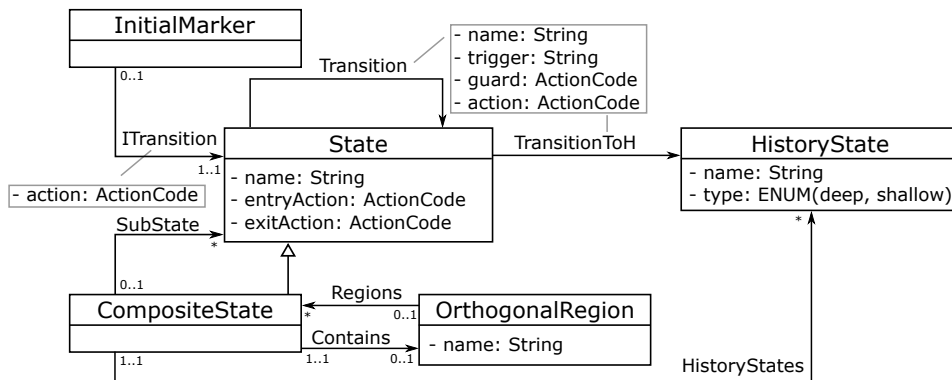 InitialMarker
0..1
Transition
- name: String
- trigger: String
- guard: ActionCode
- action: ActionCode
ITransition
1..1
- action: ActionCode
State
- name: String
- entryAction: ActionCode
- exitAction: ActionCode
TransitionToH
HistoryState
- name: String
- type: ENUM(deep, shallow)
*
SubState
*
0..1
CompositeState
1..1
Regions
*
0..1
Contains
1..1
0..1
OrthogonalRegion
- name: String
HistoryStates